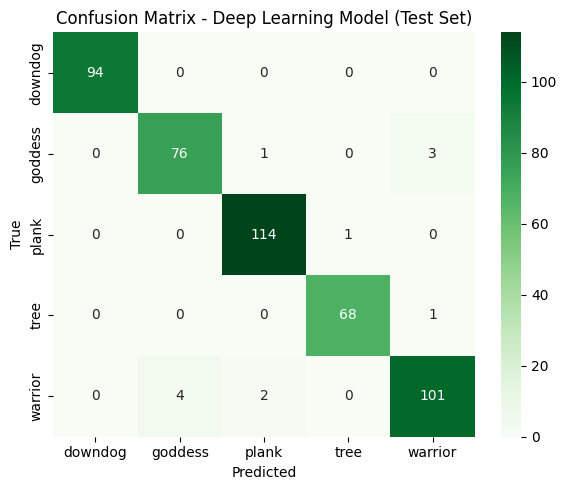 Confusion Matrix - Deep Learning Model (Test Set)
True
downdog 94 0 0 0 0
goddess 0 76 1 0 3
plank 0 0 114 1 0
tree 0 0 0 68 1
warrior 0 4 2 0 101
downdog goddess plank tree warrior
Predicted
100
80
60
40
20
0